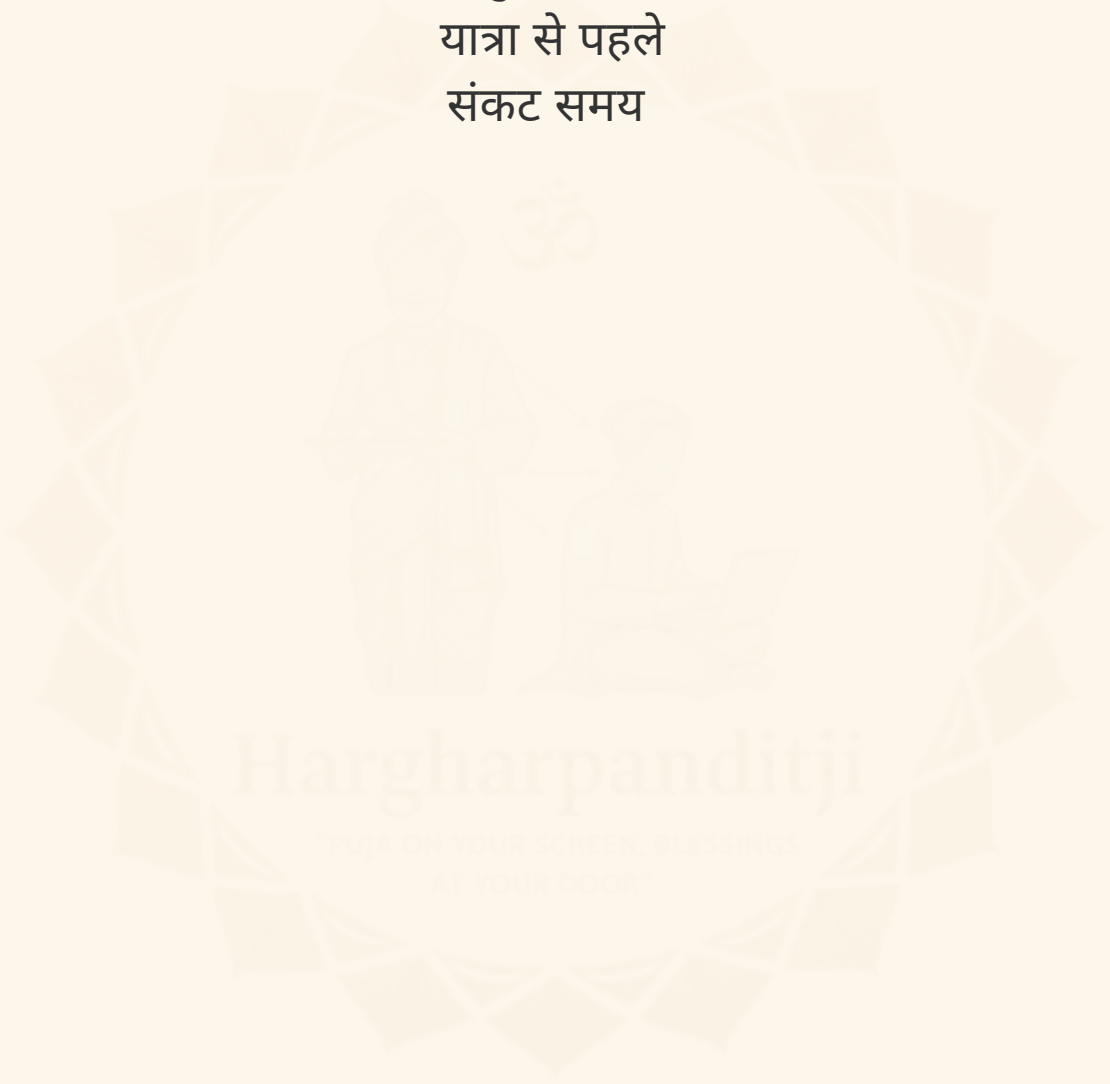 यात्रा से पहले
संकट समय
ॐ
Hargharpanditji
"PUJA ON YOUR SCREEN, BLESSINGS
AT YOUR DOOR"